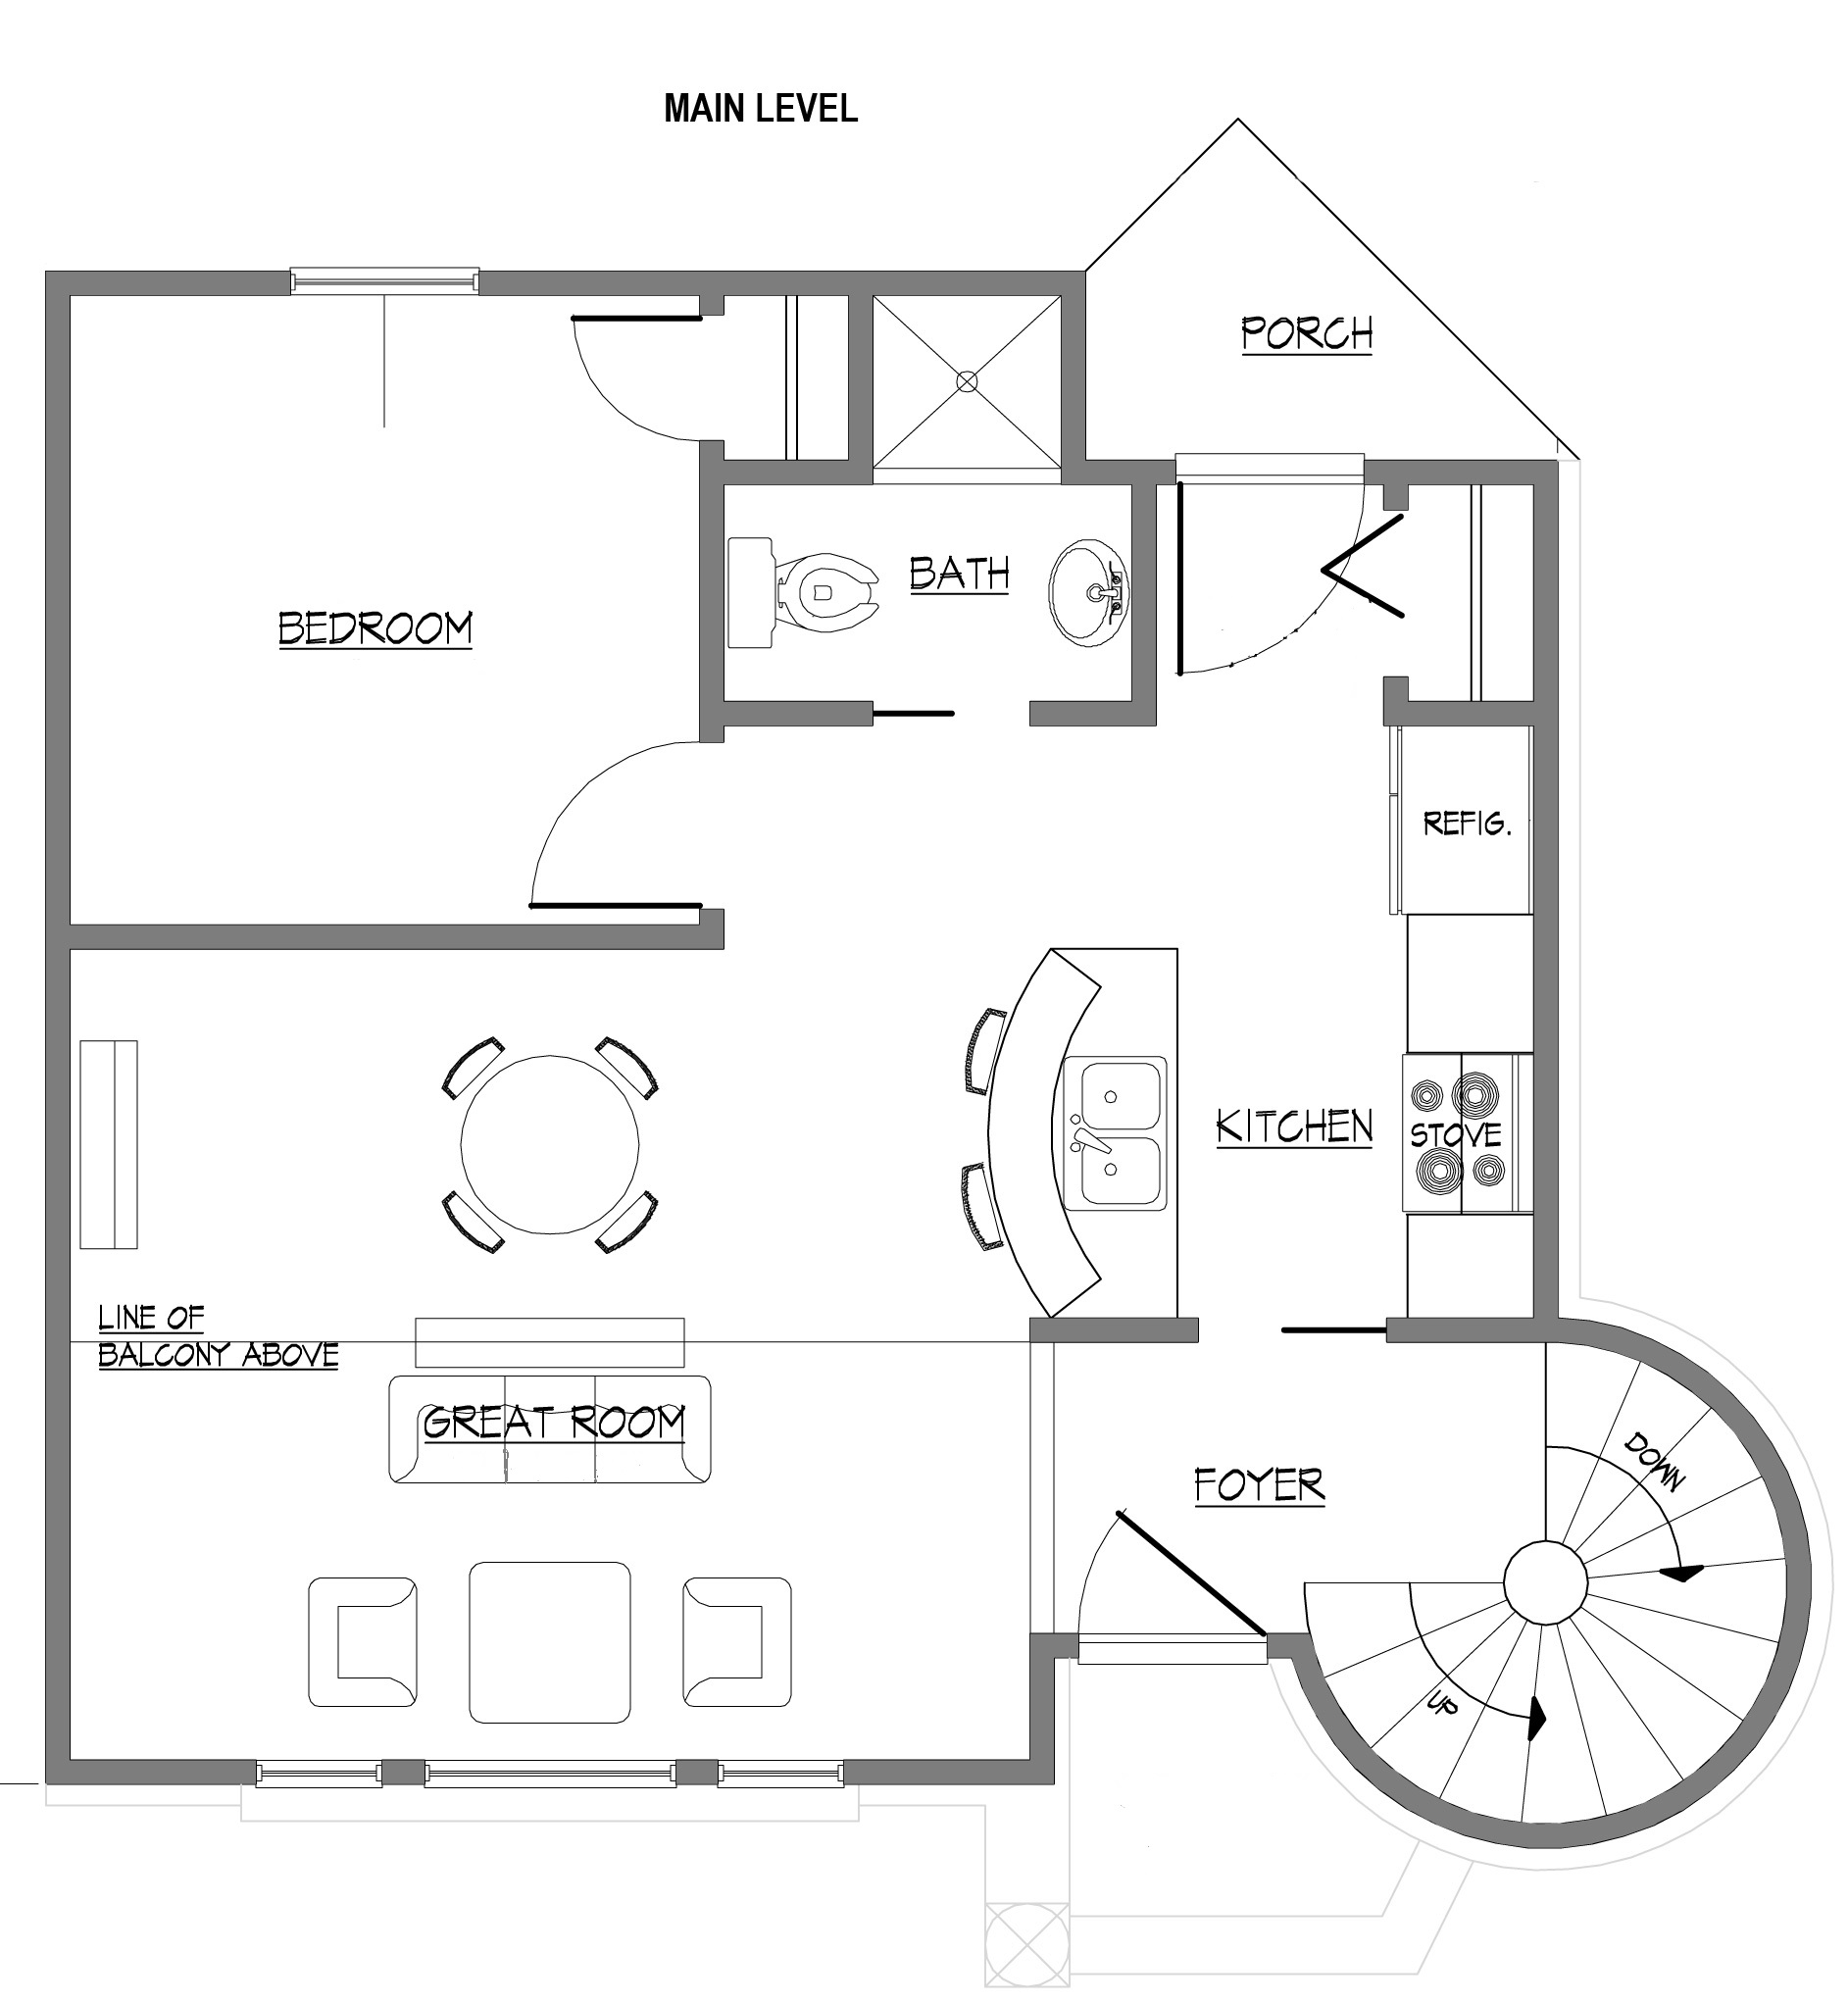 MAIN LEVEL
PORCH
BATH
BEDROOM
REFIG.
KITCHEN
STOVE
LINE OF
BALCONY ABOVE
GREAT ROOM
FOYER
DOWN
UP